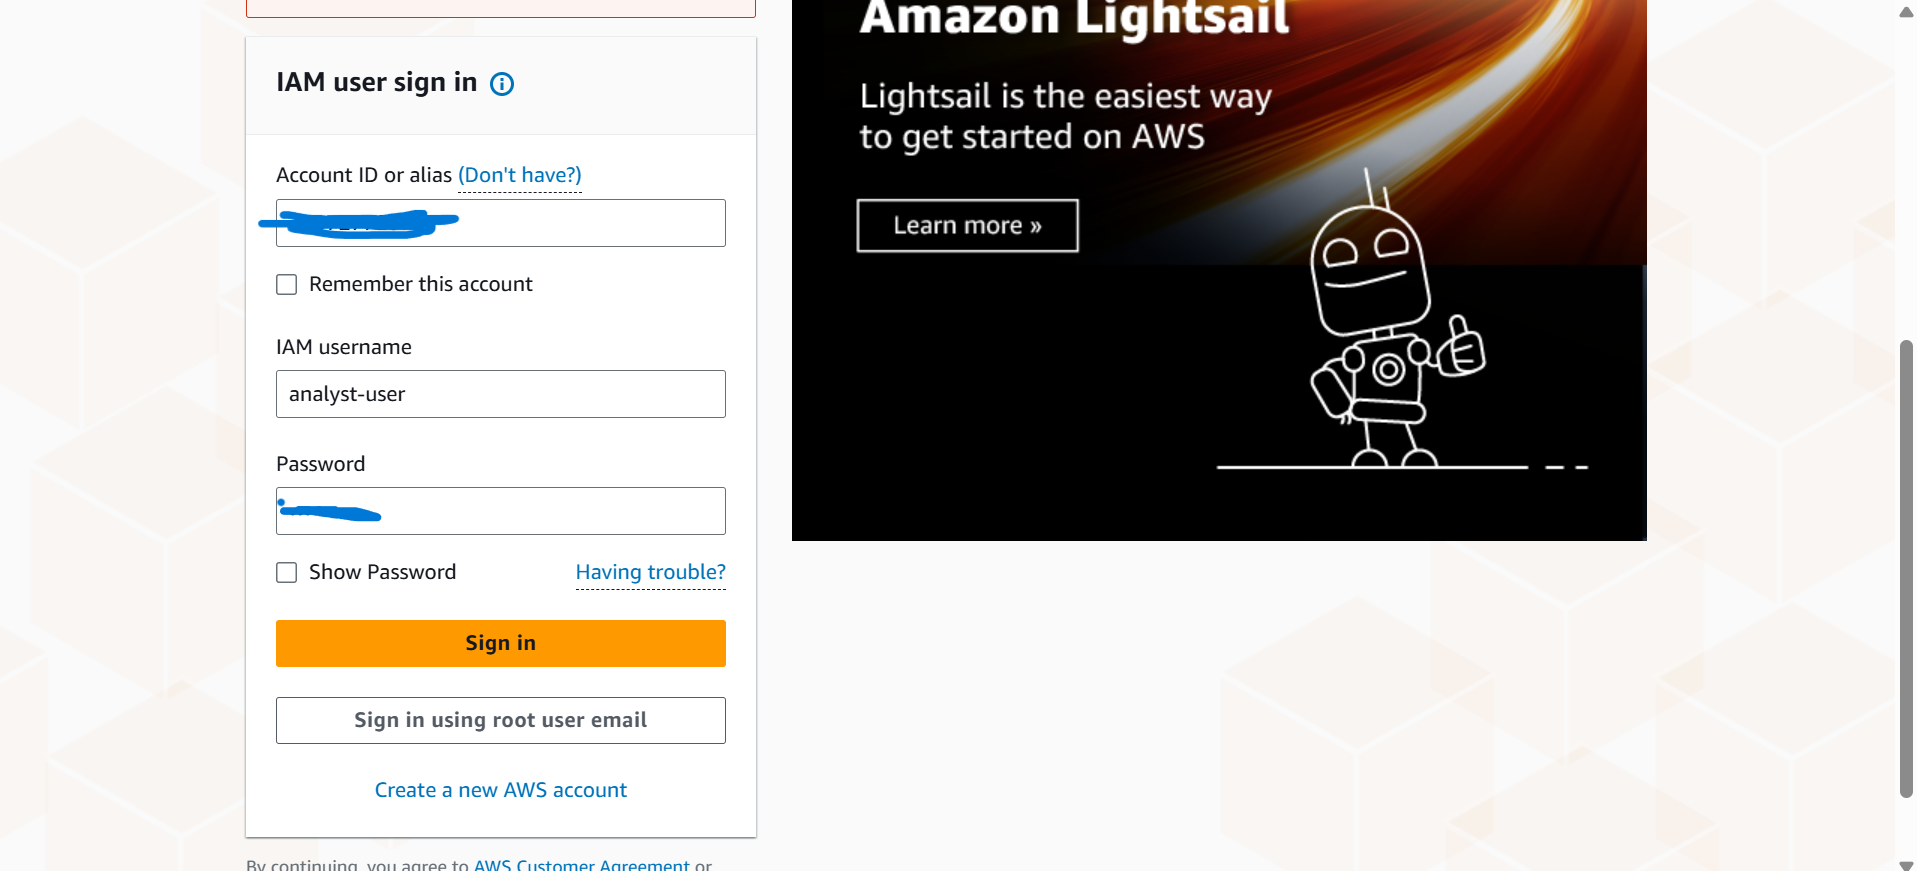 IAM user sign in
Account ID or alias (Don't have?)
Remember this account
IAM username
analyst-user
Password
Show Password
Having trouble?
Sign in
Sign in using root user email
Create a new AWS account
By continuing, you agree to AWS Customer Agreement or
Amazon Lightsail
Lightsail is the easiest way
to get started on AWS
Learn more »